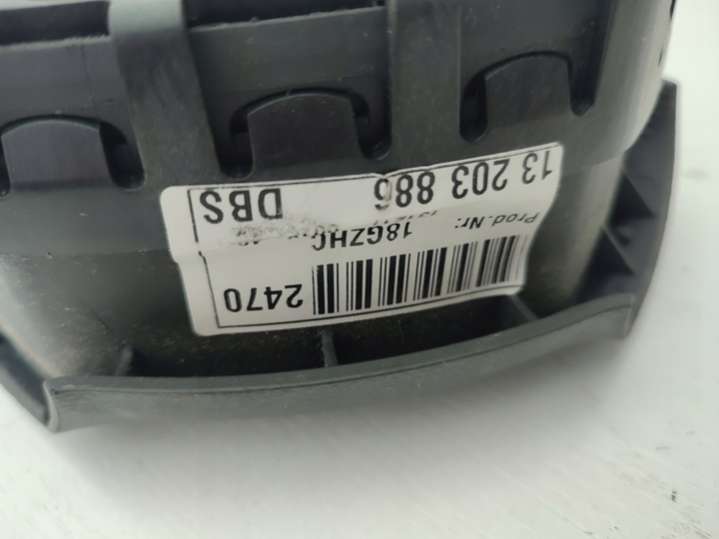 13 203 886 DBS
Prod.Nr:
18GZHC
2470